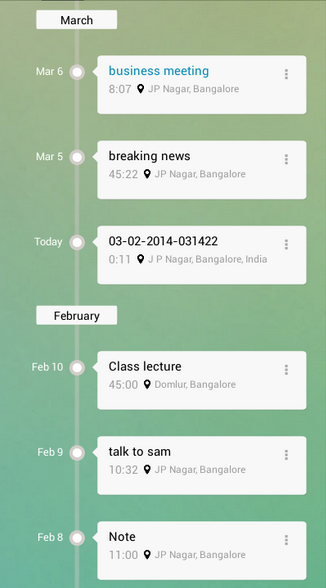 March
Mar 6
business meeting
8:07 JP Nagar, Bangalore
Mar 5
breaking news
45:22 JP Nagar, Bangalore
Today
03-02-2014-031422
0:11 J P Nagar, Bangalore, India
February
Feb 10
Class lecture
45:00 Domlur, Bangalore
Feb 9
talk to sam
10:32 JP Nagar, Bangalore
Feb 8
Note
11:00 JP Nagar, Bangalore